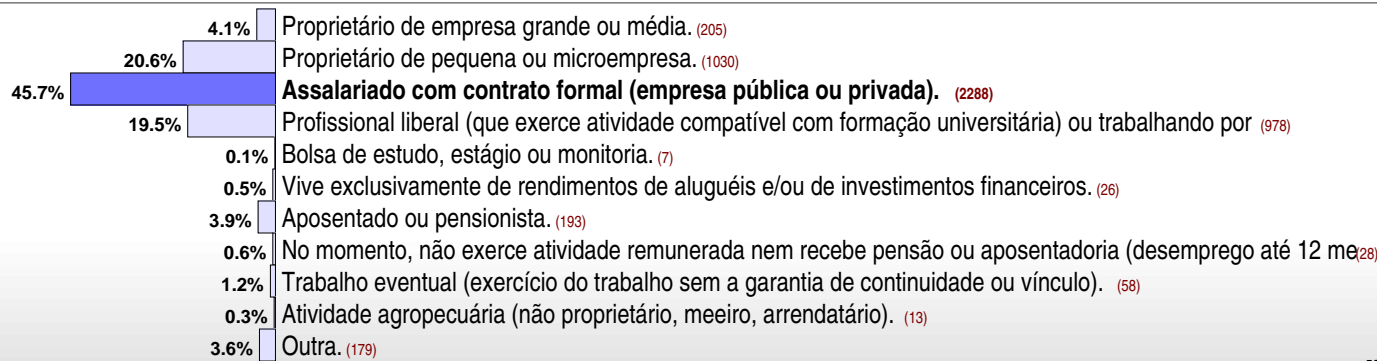 4.1% Proprietário de empresa grande ou média. (205)
20.6% Proprietário de pequena ou microempresa. (1030)
45.7% Assalariado com contrato formal (empresa pública ou privada). (2288)
19.5% Profissional liberal (que exerce atividade compatível com formação universitária) ou trabalhando por (978)
0.1% Bolsa de estudo, estágio ou monitoria. (7)
0.5% Vive exclusivamente de rendimentos de aluguéis e/ou de investimentos financeiros. (26)
3.9% Aposentado ou pensionista. (193)
0.6% No momento, não exerce atividade remunerada nem recebe pensão ou aposentadoria (desemprego até 12 me(28)
1.2% Trabalho eventual (exercício do trabalho sem a garantia de continuidade ou vínculo). (58)
0.3% Atividade agropecuária (não proprietário, meeiro, arrendatário). (13)
3.6% Outra. (179)